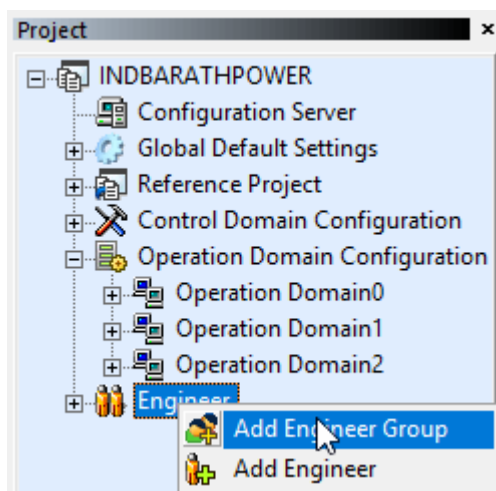 Project
INDBARATHPOWER
Configuration Server
Global Default Settings
Reference Project
Control Domain Configuration
Operation Domain Configuration
Operation Domain0
Operation Domain1
Operation Domain2
Engineer
Add Engineer Group
Add Engineer